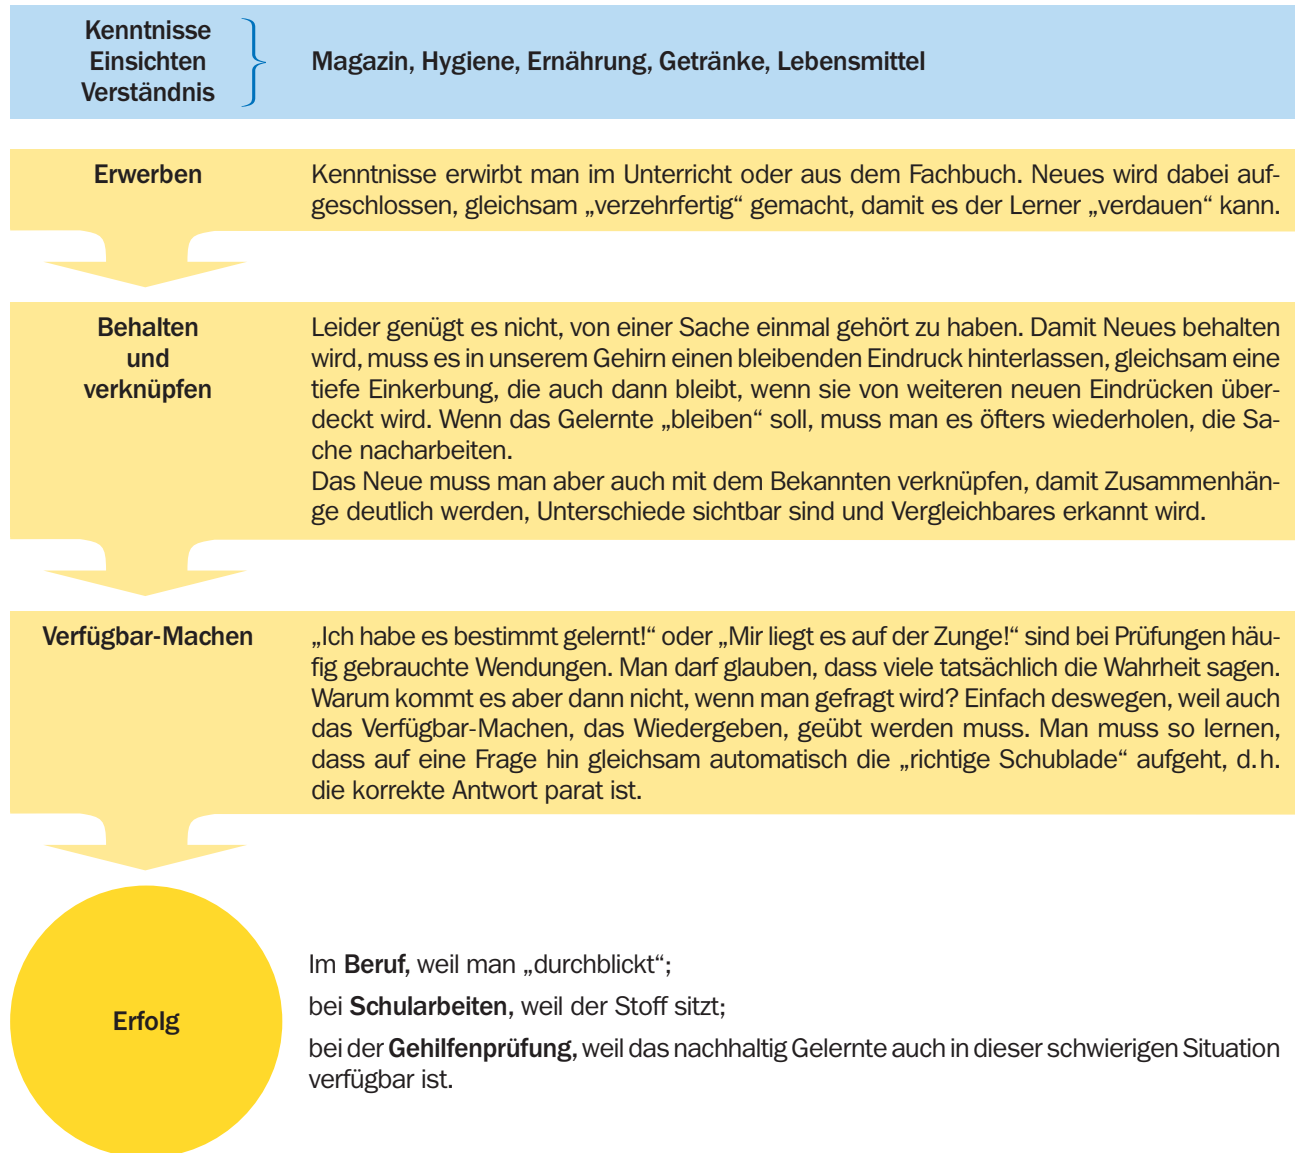 Kenntnisse
Einsichten
Verständnis
Magazin, Hygiene, Ernährung, Getränke, Lebensmittel
Erwerben
Kenntnisse erwirbt man im Unterricht oder aus dem Fachbuch. Neues wird dabei auf-
geschlossen, gleichsam „verzehrfertig“ gemacht, damit es der Lerner „verdauen“ kann.
Behalten
und
verknüpfen
Leider genügt es nicht, von einer Sache einmal gehört zu haben. Damit Neues behalten
wird, muss es in unserem Gehirn einen bleibenden Eindruck hinterlassen, gleichsam eine
tiefe Einkerbung, die auch dann bleibt, wenn sie von weiteren neuen Eindrücken über-
deckt wird. Wenn das Gelernte „bleiben“ soll, muss man es öfters wiederholen, die Sa-
che nacharbeiten.
Das Neue muss man aber auch mit dem Bekannten verknüpfen, damit Zusammenhän-
ge deutlich werden, Unterschiede sichtbar sind und Vergleichbares erkannt wird.
Verfügbar-Machen
„Ich habe es bestimmt gelernt!“ oder „Mir liegt es auf der Zunge!“ sind bei Prüfungen häu-
fig gebrauchte Wendungen. Man darf glauben, dass viele tatsächlich die Wahrheit sagen.
Warum kommt es aber dann nicht, wenn man gefragt wird? Einfach deswegen, weil auch
das Verfügbar-Machen, das Wiedergeben, geübt werden muss. Man muss so lernen,
dass auf eine Frage hin gleichsam automatisch die „richtige Schublade“ aufgeht, d.h.
die korrekte Antwort parat ist.
Erfolg
Im Beruf, weil man „durchblickt“;
bei Schularbeiten, weil der Stoff sitzt;
bei der Gehilfenprüfung, weil das nachhaltig Gelernte auch in dieser schwierigen Situation
verfügbar ist.